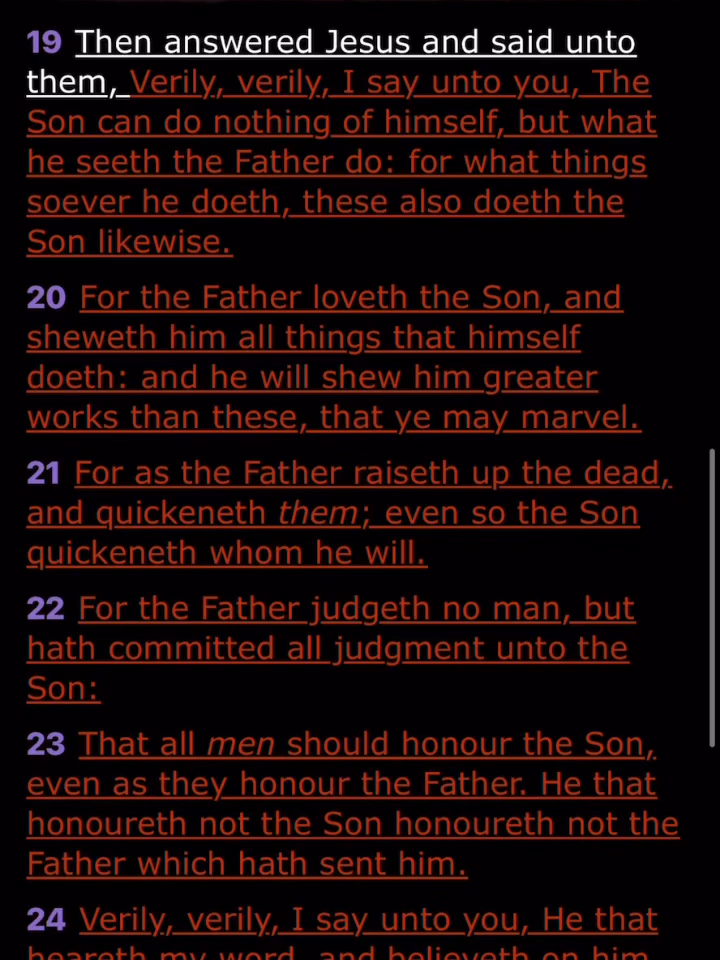 19 Then answered Jesus and said unto
them, Verily, verily, I say unto you, The
Son can do nothing of himself, but what
he seeth the Father do: for what things
soever he doeth, these also doeth the
Son likewise.
20 For the Father loveth the Son, and
sheweth him all things that himself
doeth: and he will shew him greater
works than these, that ye may marvel.
21 For as the Father raiseth up the dead,
and quickeneth them; even so the Son
quickeneth whom he will.
22 For the Father judgeth no man, but
hath committed all judgment unto the
Son:
23 That all men should honour the Son,
even as they honour the Father. He that
honoureth not the Son honoureth not the
Father which hath sent him.
24 Verily, verily, I say unto you, He that
heareth my word, and believeth on him